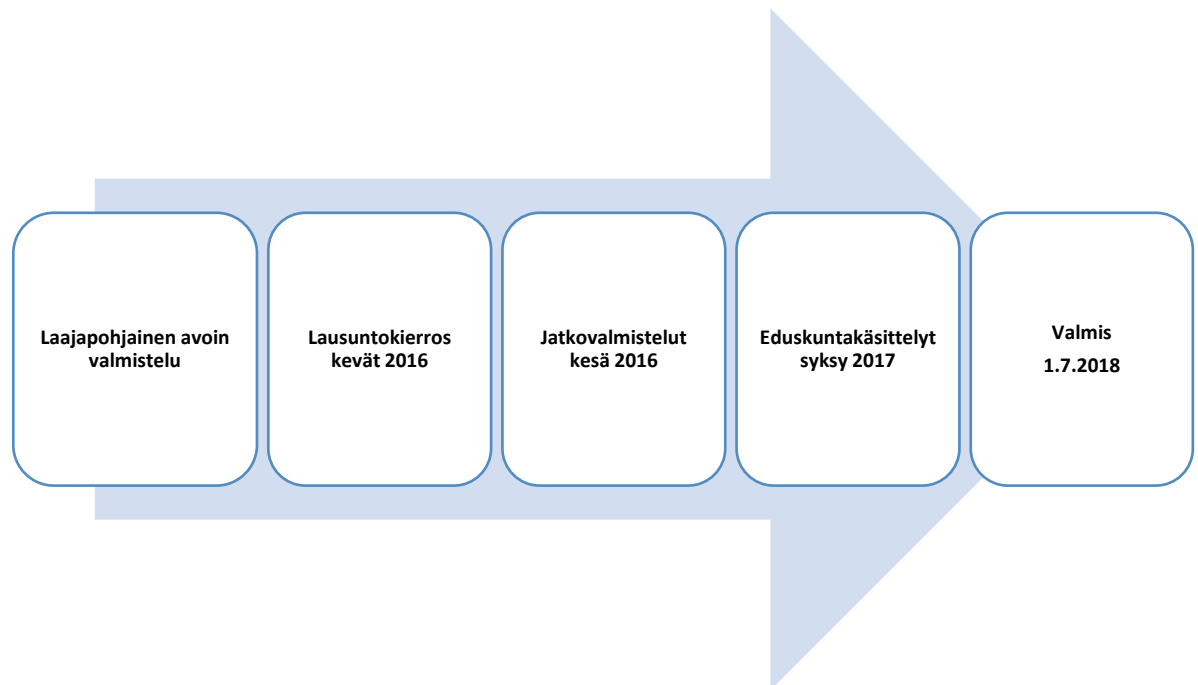 Laajapohjainen avoin
valmistelu
Lausuntokierros
kevät 2016
Jatkovalmistelut
kesä 2016
Eduskuntakäsittelyt
syksy 2017
Valmis
1.7.2018